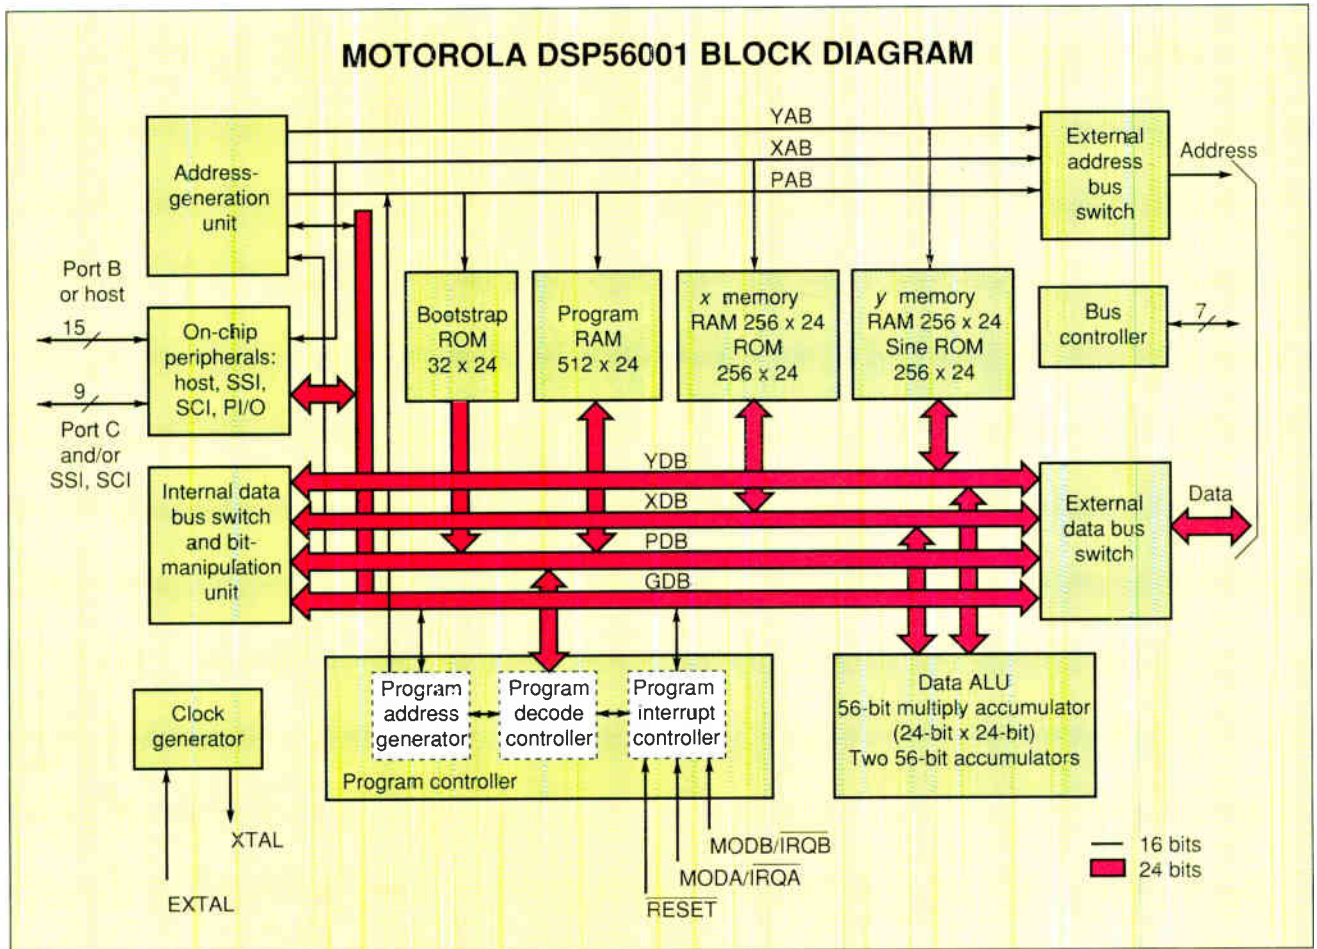 MOTOROLA DSP56001 BLOCK DIAGRAM
YAB
XAB
PAB
Address-
generation
unit
External
address
bus
switch
Address
Port B
or host
15
On-chip
peripherals:
host, SSI,
SCI, PI/O
9
Port C
and/or
SSI, SCI
Bootstrap
ROM
32 x 24
Program
RAM
512 x 24
x memory
RAM 256 x 24
ROM
256 x 24
y memory
RAM 256 x 24
Sine ROM
256 x 24
Bus
controller
7
YDB
XDB
PDB
GDB
Internal data
bus switch
and bit-
manipulation
unit
External
data bus
switch
Data
Clock
generator
XTAL
EXTAL
Program
address
generator
Program
decode
controller
Program
interrupt
controller
Program controller
Data ALU
56-bit multiply accumulator
(24-bit x 24-bit)
Two 56-bit accumulators
MODB/IRQB
MODA/IRQA
RESET
16 bits
24 bits